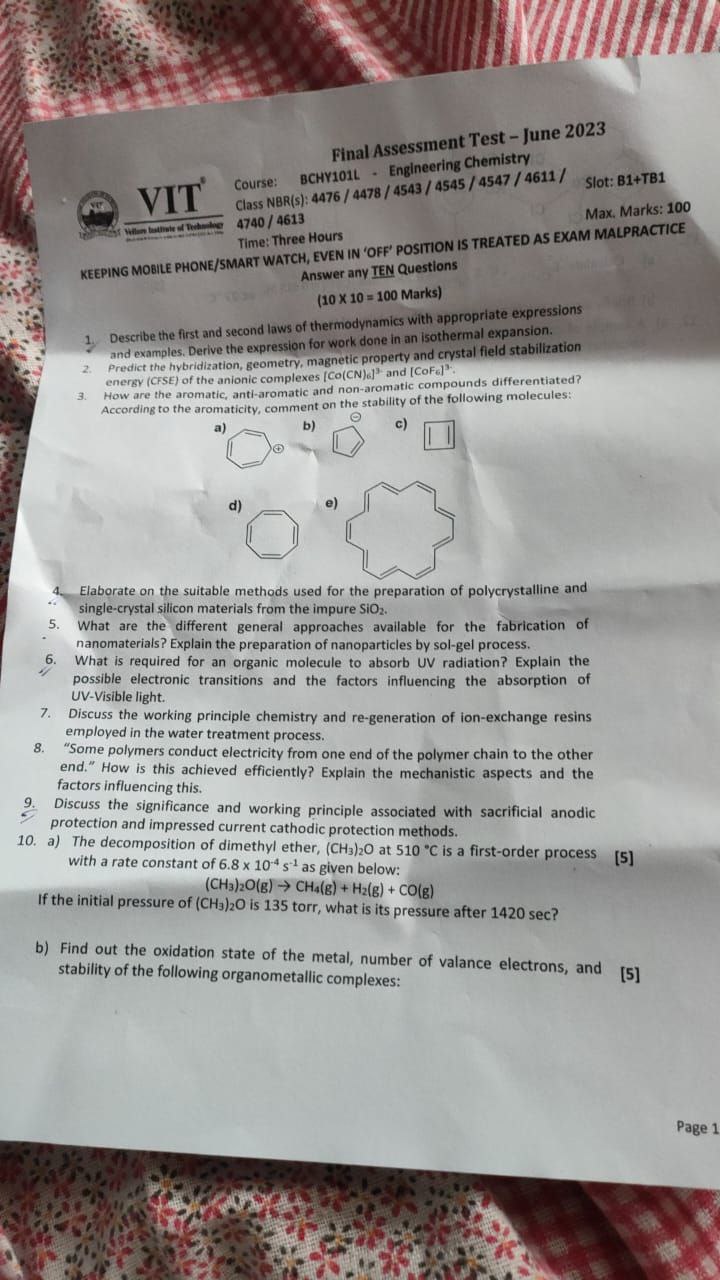 Final Assessment Test – June 2023
VIT®
Vellore Institute of Technology
Course: BCHY101L - Engineering Chemistry
Class NBR(s): 4476 / 4478 / 4543 / 4545 / 4547 / 4611 /
4740 / 4613
Slot: B1+TB1
Time: Three Hours
Max. Marks: 100
KEEPING MOBILE PHONE/SMART WATCH, EVEN IN 'OFF' POSITION IS TREATED AS EXAM MALPRACTICE
Answer any TEN Questions
(10 X 10 = 100 Marks)
1. Describe the first and second laws of thermodynamics with appropriate expressions
and examples. Derive the expression for work done in an isothermal expansion.
2. Predict the hybridization, geometry, magnetic property and crystal field stabilization
energy (CFSE) of the anionic complexes [Co(CN)₆]³⁻ and [CoF₆]³⁻.
3. How are the aromatic, anti-aromatic and non-aromatic compounds differentiated?
According to the aromaticity, comment on the stability of the following molecules:
a) b) c)
d) e)
4. Elaborate on the suitable methods used for the preparation of polycrystalline and
single-crystal silicon materials from the impure SiO₂.
5. What are the different general approaches available for the fabrication of
nanomaterials? Explain the preparation of nanoparticles by sol-gel process.
6. What is required for an organic molecule to absorb UV radiation? Explain the
possible electronic transitions and the factors influencing the absorption of
UV-Visible light.
7. Discuss the working principle chemistry and re-generation of ion-exchange resins
employed in the water treatment process.
8. "Some polymers conduct electricity from one end of the polymer chain to the other
end." How is this achieved efficiently? Explain the mechanistic aspects and the
factors influencing this.
9. Discuss the significance and working principle associated with sacrificial anodic
protection and impressed current cathodic protection methods.
10. a) The decomposition of dimethyl ether, (CH₃)₂O at 510 °C is a first-order process [5]
with a rate constant of 6.8 x 10⁻⁴ s⁻¹ as given below:
(CH₃)₂O(g) → CH₄(g) + H₂(g) + CO(g)
If the initial pressure of (CH₃)₂O is 135 torr, what is its pressure after 1420 sec?
b) Find out the oxidation state of the metal, number of valance electrons, and [5]
stability of the following organometallic complexes:
Page 1